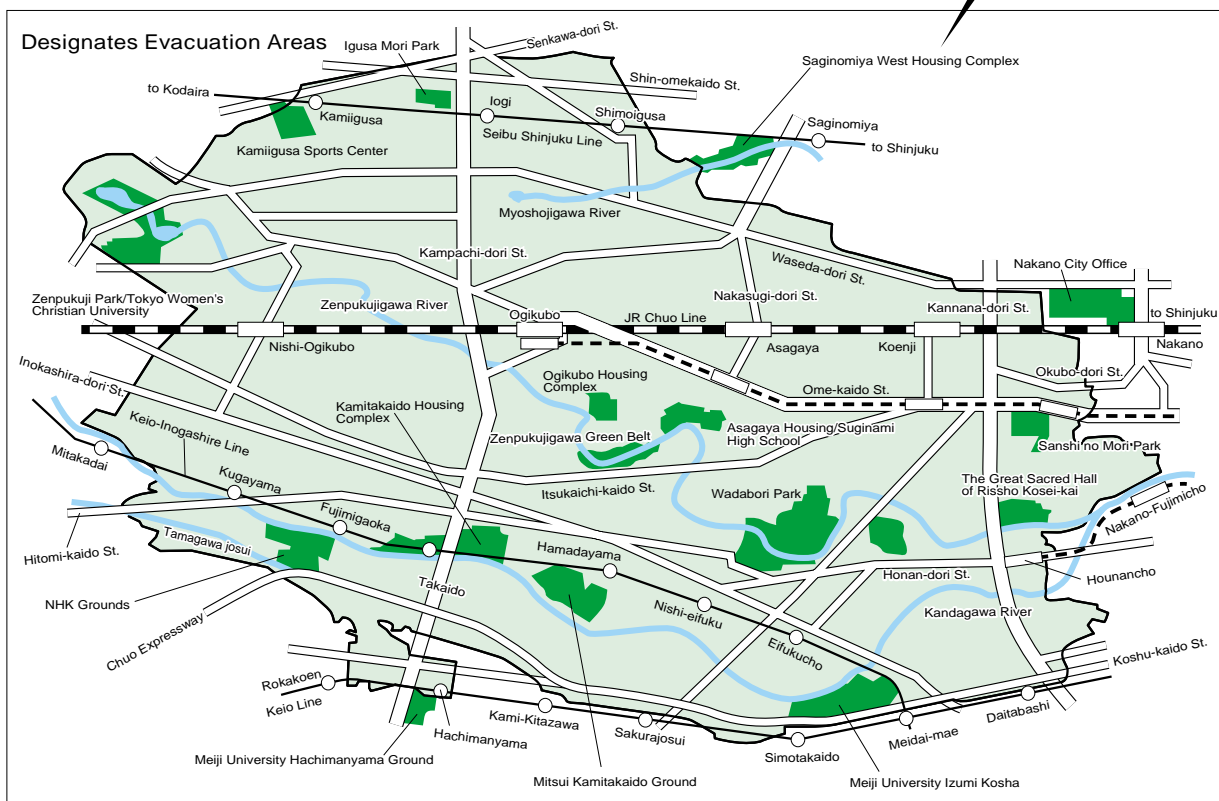 Designates Evacuation Areas
Senkawa-dori St.
Igusa Mori Park
Saginomiya West Housing Complex
Shin-omekaido St.
to Kodaira
Kamiigusa
Iogi
Shimoigusa
Saginomiya
Seibu Shinjuku Line
to Shinjuku
Kamiigusa Sports Center
Myoshojigawa River
Kampachi-dori St.
Waseda-dori St.
Nakano City Office
Zenpukuji Park/Tokyo Women's
Christian University
Zenpukujigawa River
Nakasugi-dori St.
Kannana-dori St.
Ogikubo
JR Chuo Line
to Shinjuku
Nishi-Ogikubo
Asagaya
Koenji
Nakano
Inokashira-dori St.
Okubo-dori St.
Ogikubo Housing
Complex
Ome-kaido St.
Kamitakaido Housing
Complex
Keio-Inogashire Line
Zenpukujigawa Green Belt
Asagaya Housing/Suginami
High School
Sanshi no Mori Park
Mitakadai
Kugayama
Itsukaichi-kaido St.
Wadabori Park
The Great Sacred Hall
of Rissho Kosei-kai
Nakano-Fujimicho
Fujimigaoka
Hitomi-kaido St.
Tamagawa josui
Hamadayama
Takaido
Honan-dori St.
Hounancho
NHK Grounds
Nishi-eifuku
Kandagawa River
Chuo Expressway
Eifukucho
Koshu-kaido St.
Rokakoen
Keio Line
Hachimanyama
Kami-Kitazawa
Sakurajosui
Simotakaido
Meidai-mae
Daitabashi
Meiji University Hachimanyama Ground
Mitsui Kamitakaido Ground
Meiji University Izumi Kosha